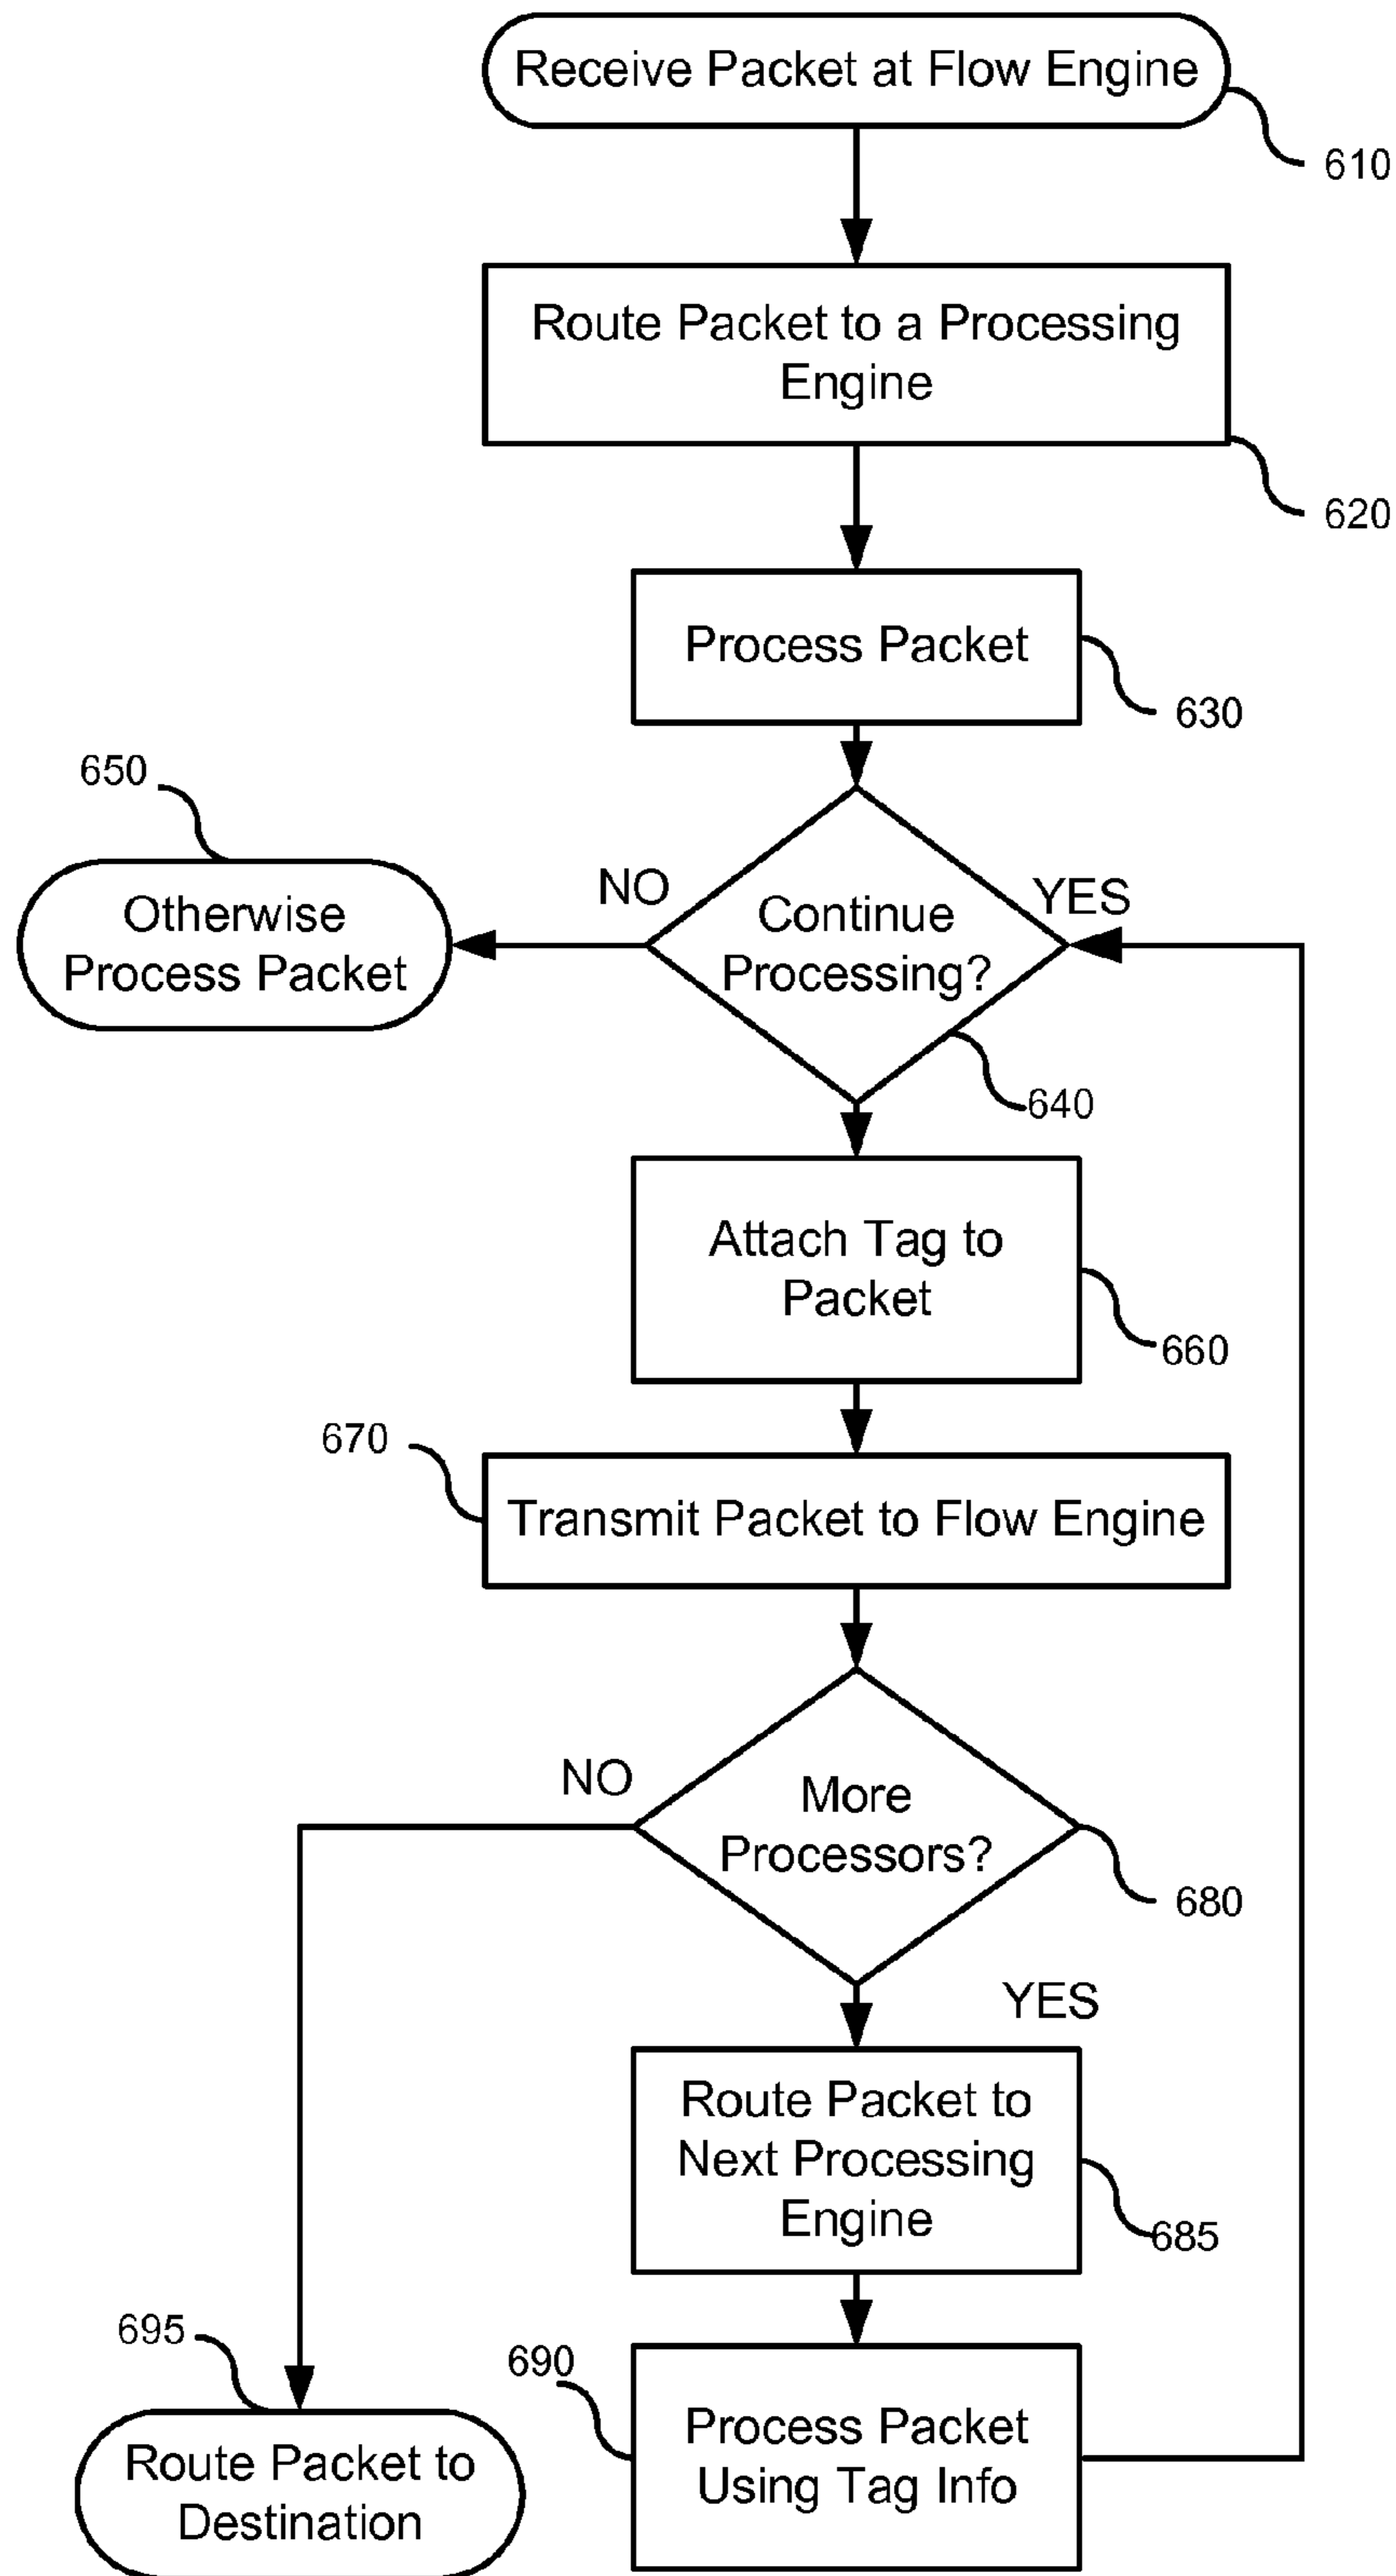 Receive Packet at Flow Engine
610
Route Packet to a Processing
Engine
620
Process Packet
630
650
Otherwise
Process Packet
NO
Continue
Processing?
YES
640
Attach Tag to
Packet
660
670
Transmit Packet to Flow Engine
NO
More
Processors?
680
YES
Route Packet to
Next Processing
Engine
685
695
Route Packet to
Destination
690
Process Packet
Using Tag Info